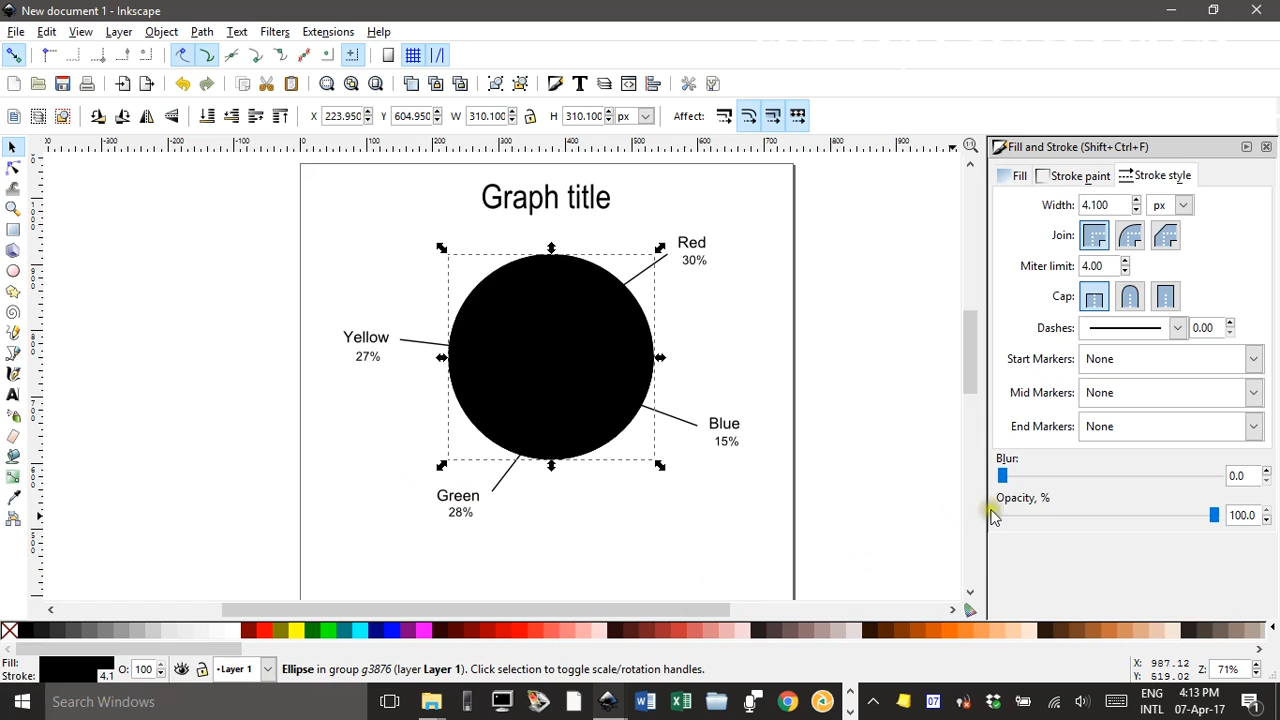 New document 1 - Inkscape
File Edit View Layer Object Path Text Filters Extensions Help
X 223.950 Y 604.950 W 310.100 H 310.100 px Affect:
Fill and Stroke (Shift+Ctrl+F)
Fill Stroke paint Stroke style
Width: 4.100 px
Join:
Miter limit: 4.00
Cap:
Dashes: 0.00
Start Markers: None
Mid Markers: None
End Markers: None
Blur:
0.0
Opacity, %
100.0
Graph title
Red
30%
Yellow
27%
Blue
15%
Green
28%
Fill:
Stroke: 4.1
O: 100
Layer 1
Ellipse in group g3876 (layer Layer 1). Click selection to toggle scale/rotation handles.
X: 987.12
Y: 519.02
Z: 71%
Search Windows
07
ENG
INTL
4:13 PM
07-Apr-17
1